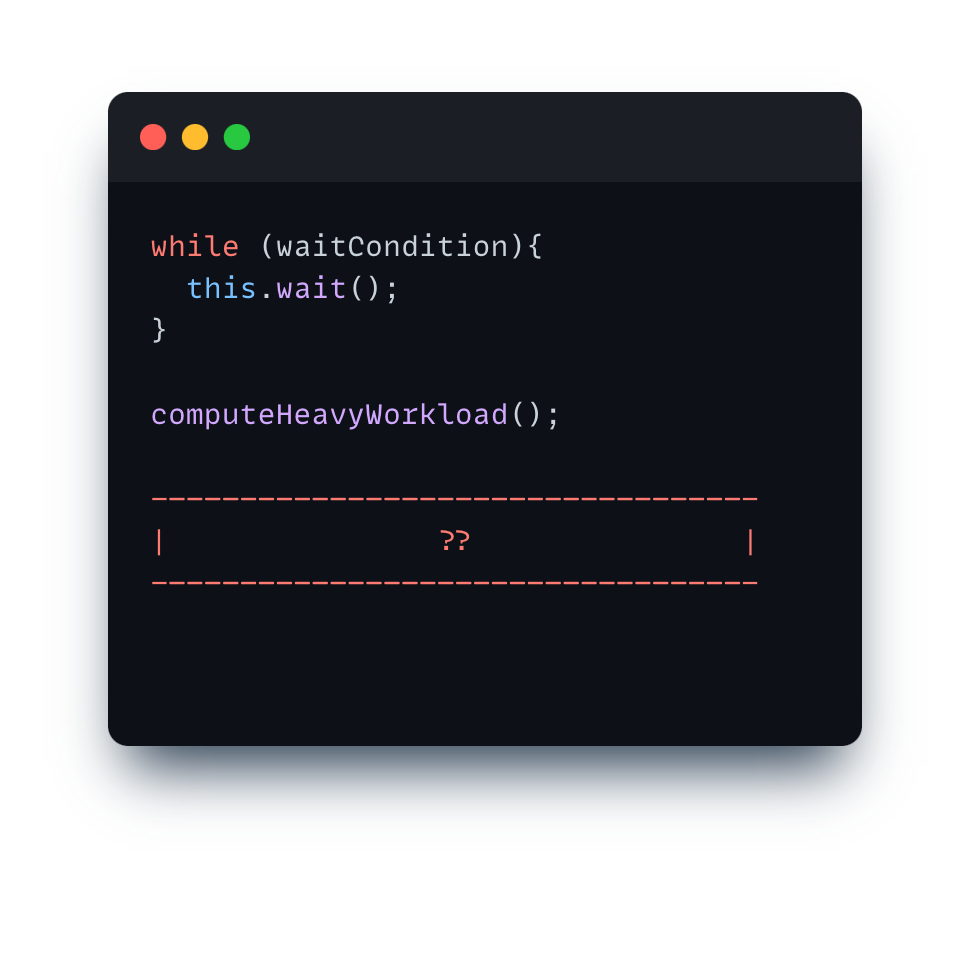 while (waitCondition){
  this.wait();
}
computeHeavyWorkload();
----------------------------------
|                ??               |
----------------------------------